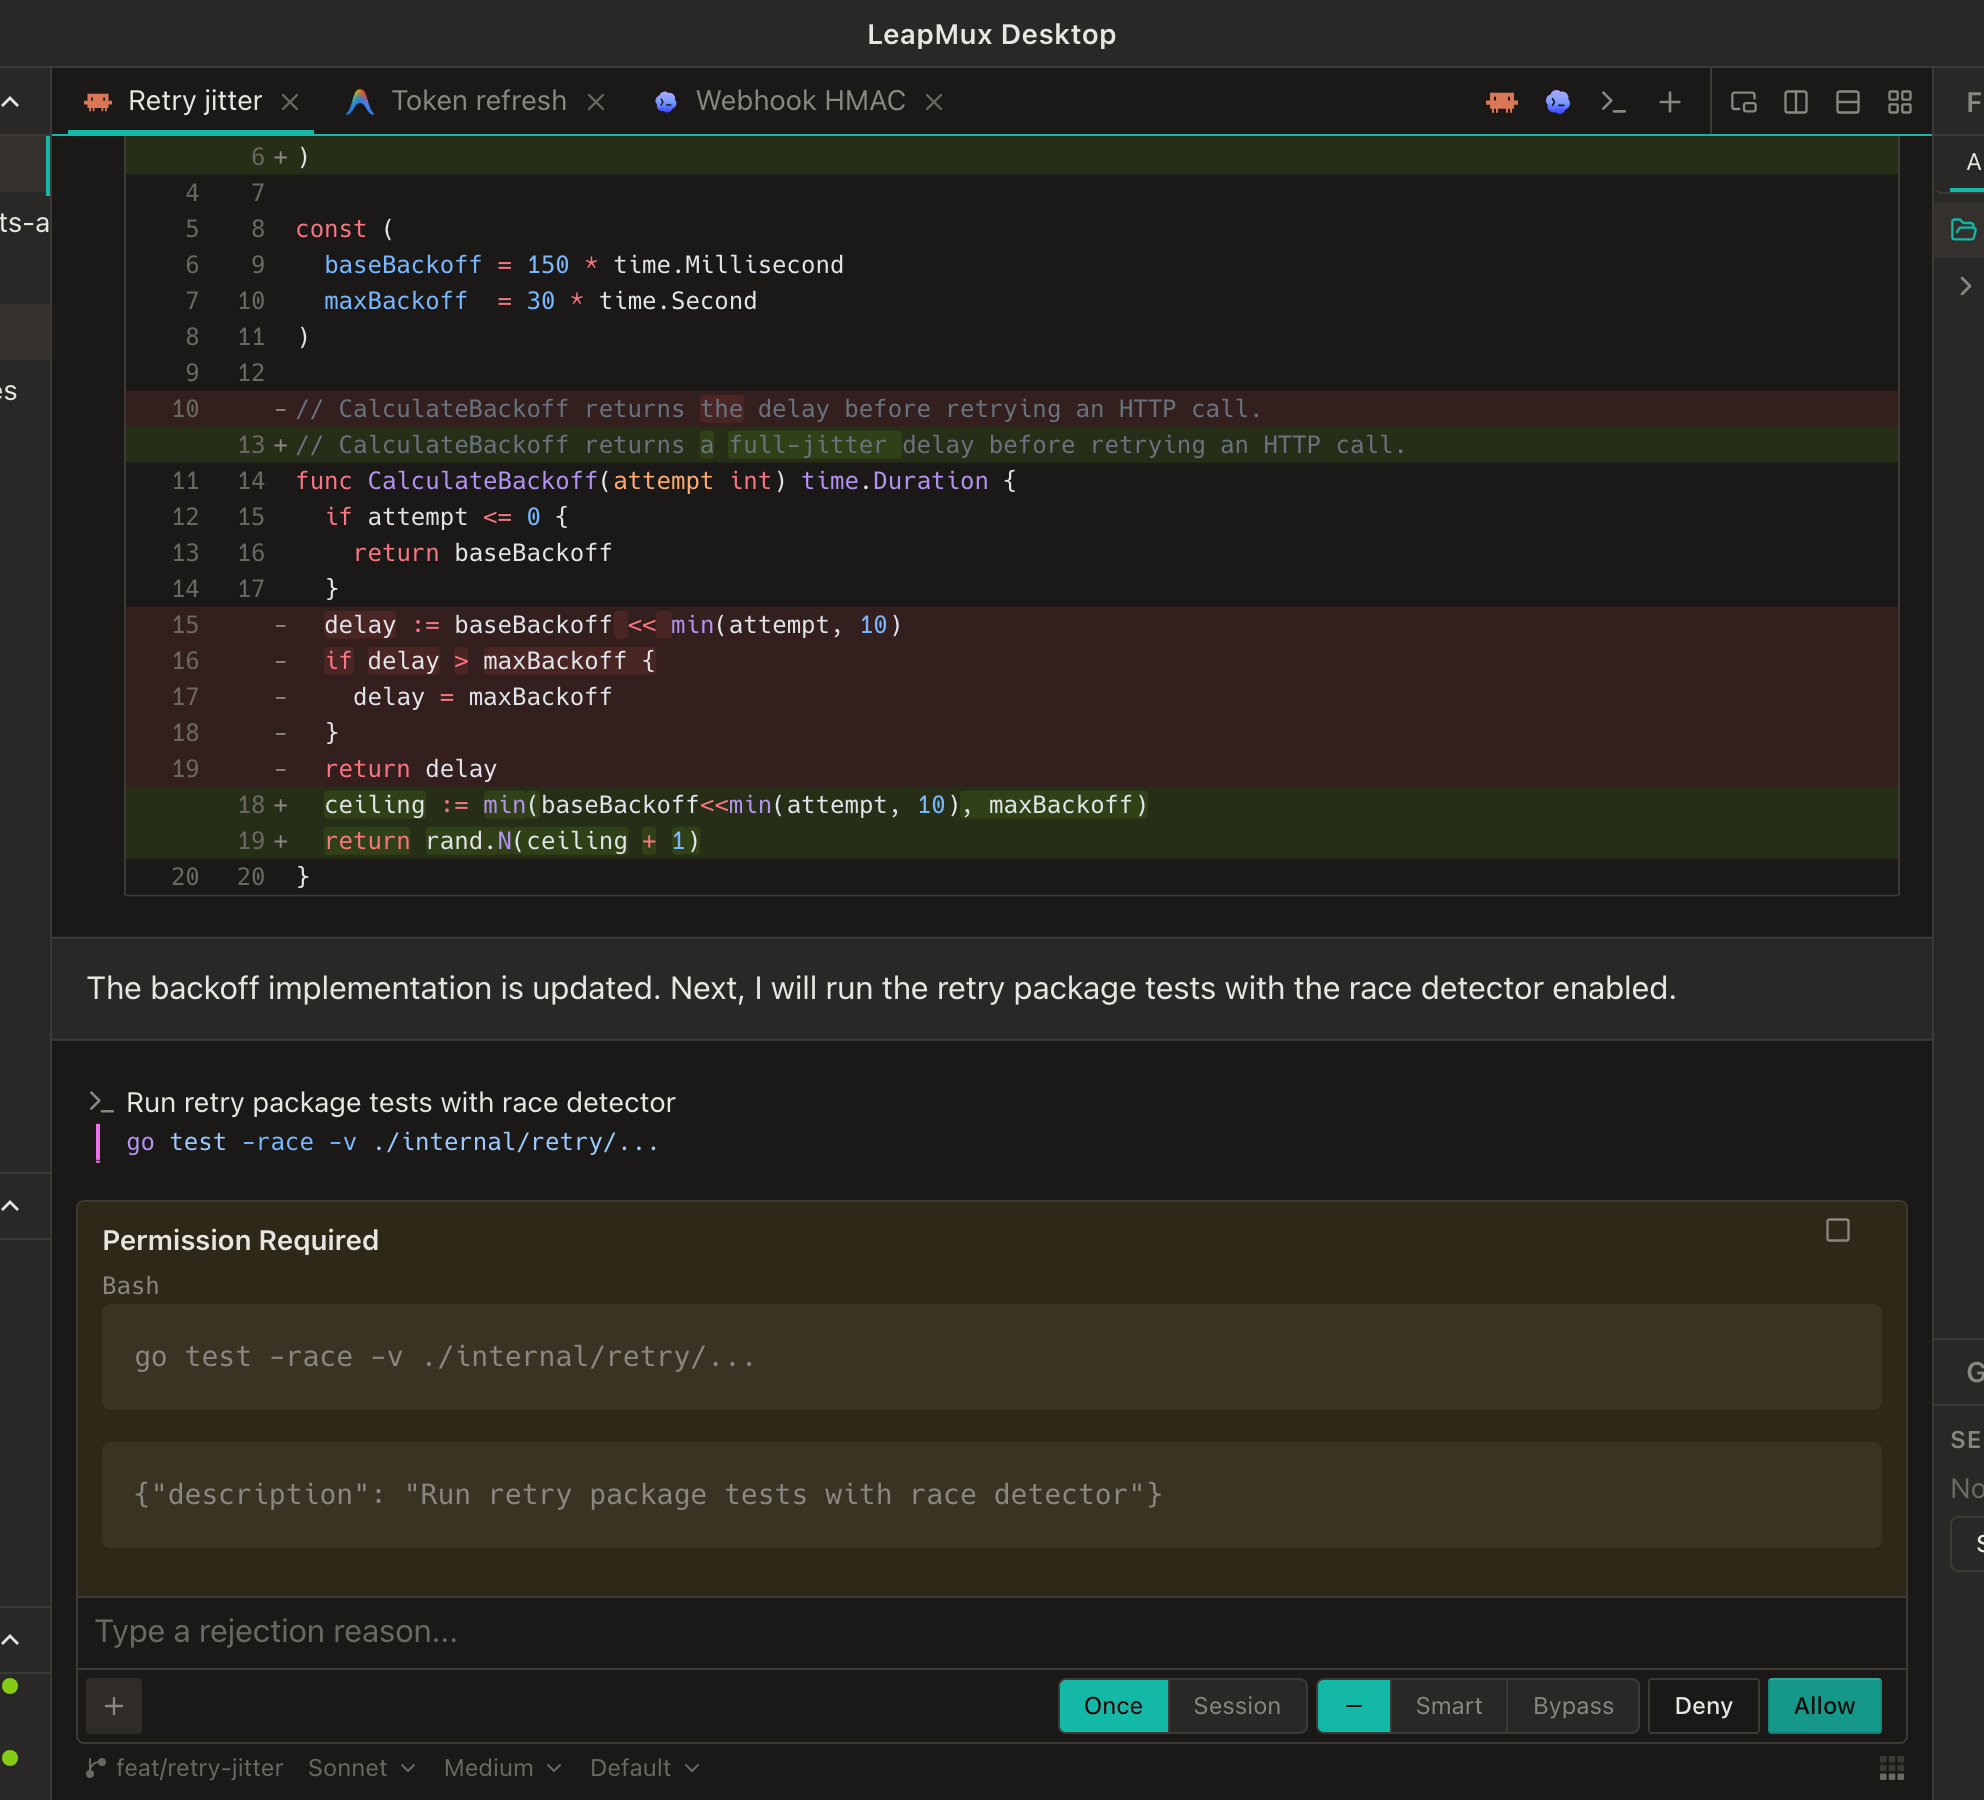 LeapMux Desktop
Retry jitter
Token refresh
Webhook HMAC
F
A
ts-a
es
6 + )
4 7
5 8 const (
6 9 baseBackoff = 150 * time.Millisecond
7 10 maxBackoff  = 30 * time.Second
8 11 )
9 12
10 - // CalculateBackoff returns the delay before retrying an HTTP call.
13 + // CalculateBackoff returns a full-jitter delay before retrying an HTTP call.
11 14 func CalculateBackoff(attempt int) time.Duration {
12 15 if attempt <= 0 {
13 16 return baseBackoff
14 17 }
15 - delay := baseBackoff << min(attempt, 10)
16 - if delay > maxBackoff {
17 - delay = maxBackoff
18 - }
19 - return delay
18 + ceiling := min(baseBackoff<<min(attempt, 10), maxBackoff)
19 + return rand.N(ceiling + 1)
20 20 }
The backoff implementation is updated. Next, I will run the retry package tests with the race detector enabled.
>_ Run retry package tests with race detector
go test -race -v ./internal/retry/...
Permission Required
Bash
go test -race -v ./internal/retry/...
{"description": "Run retry package tests with race detector"}
Type a rejection reason...
+ Once Session – Smart Bypass Deny Allow
feat/retry-jitter Sonnet Medium Default
G
SE
No
S